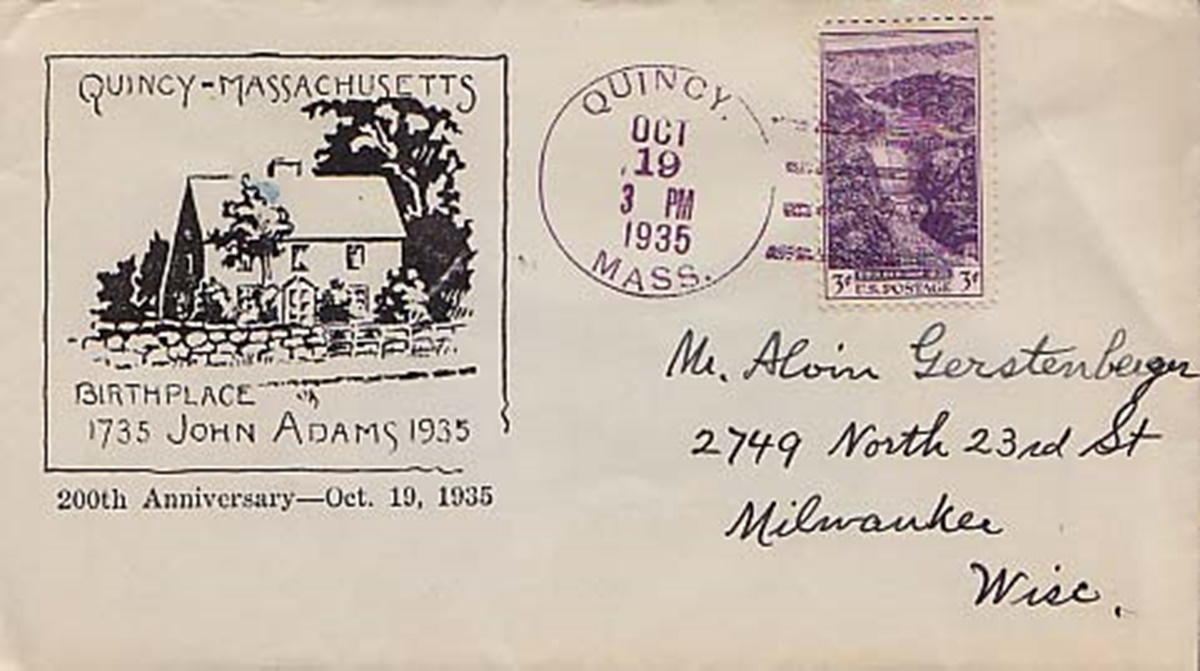 QUINCY-MASSACHUSETTS
BIRTHPLACE
1735 JOHN ADAMS 1935
200th Anniversary—Oct. 19, 1935
QUINCY.
OCT
19
3 PM
1935
MASS.
3¢ U.S. POSTAGE 3¢
Mr. Alvin Gerstenberger
2749 North 23rd St
Milwaukee
Wisc.